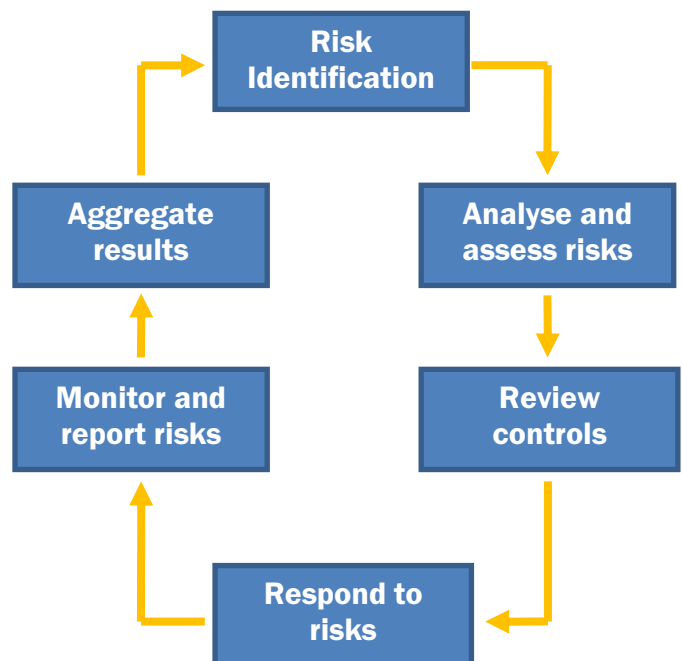 Risk
Identification
Analyse and
assess risks
Review
controls
Respond to
risks
Monitor and
report risks
Aggregate
results